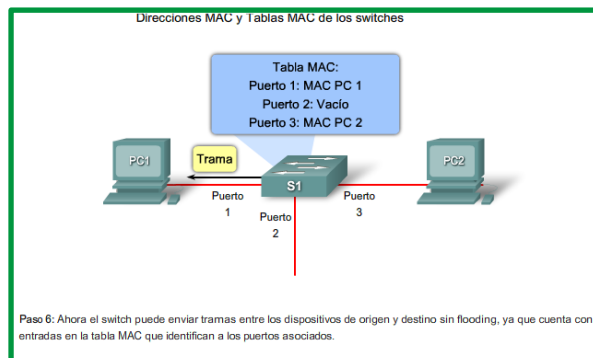 Direcciones MAC y Tablas MAC de los switches
Tabla MAC:
Puerto 1: MAC PC 1
Puerto 2: Vacío
Puerto 3: MAC PC 2
PC1
Trama
S1
PC2
Puerto
1
Puerto
2
Puerto
3
Paso 6: Ahora el switch puede enviar tramas entre los dispositivos de origen y destino sin flooding, ya que cuenta con
entradas en la tabla MAC que identifican a los puertos asociados.